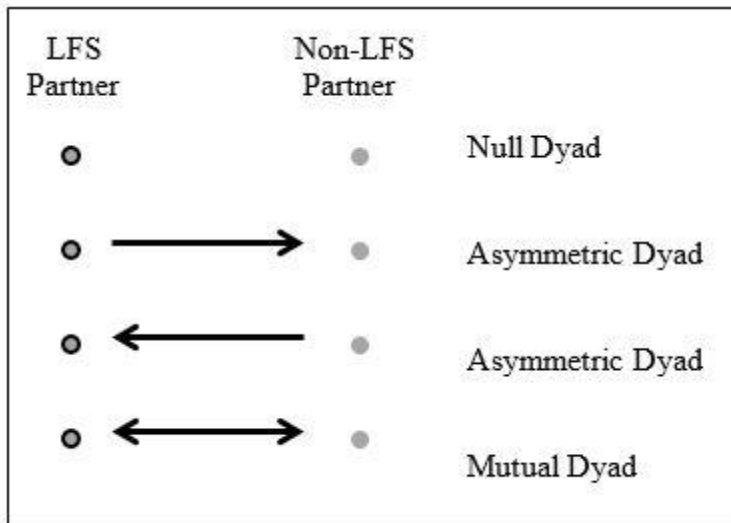 LFS
Partner
Non-LFS
Partner
Null Dyad
Asymmetric Dyad
Asymmetric Dyad
Mutual Dyad